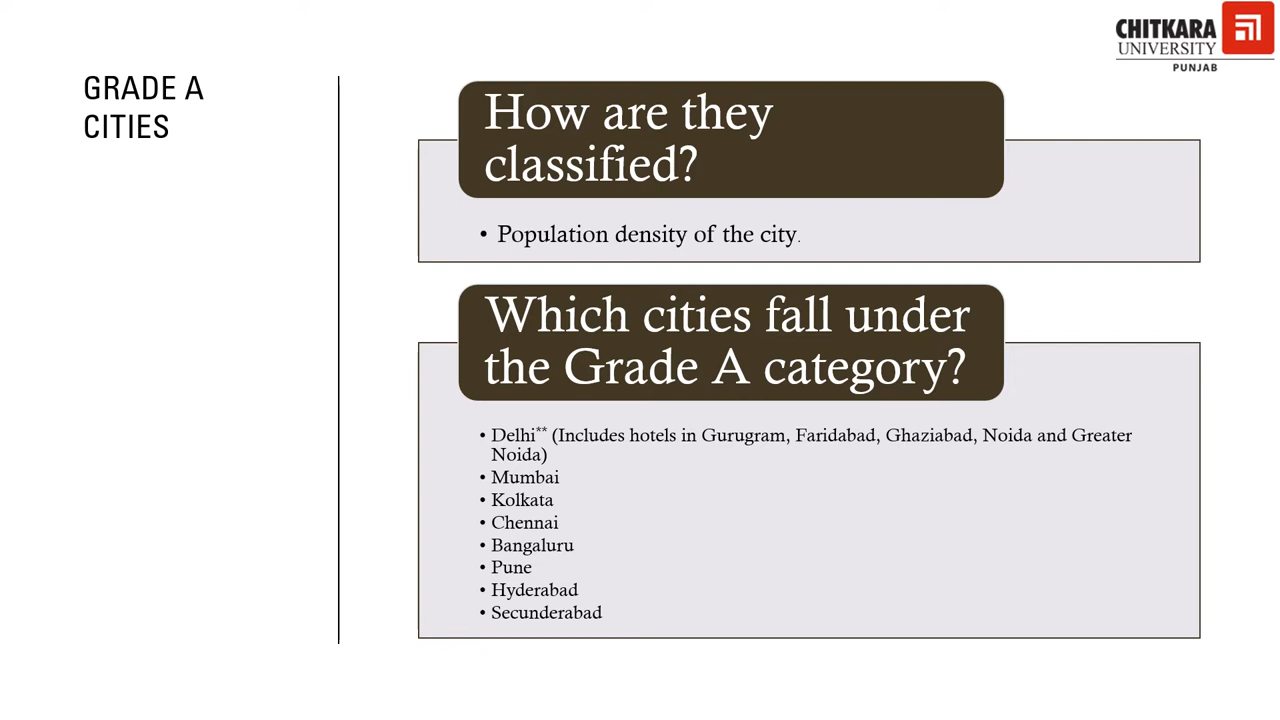 CHITKARA
UNIVERSITY
PUNJAB
GRADE A
CITIES
How are they
classified?
• Population density of the city.
Which cities fall under
the Grade A category?
• Delhi** (Includes hotels in Gurugram, Faridabad, Ghaziabad, Noida and Greater
Noida)
• Mumbai
• Kolkata
• Chennai
• Bangaluru
• Pune
• Hyderabad
• Secunderabad